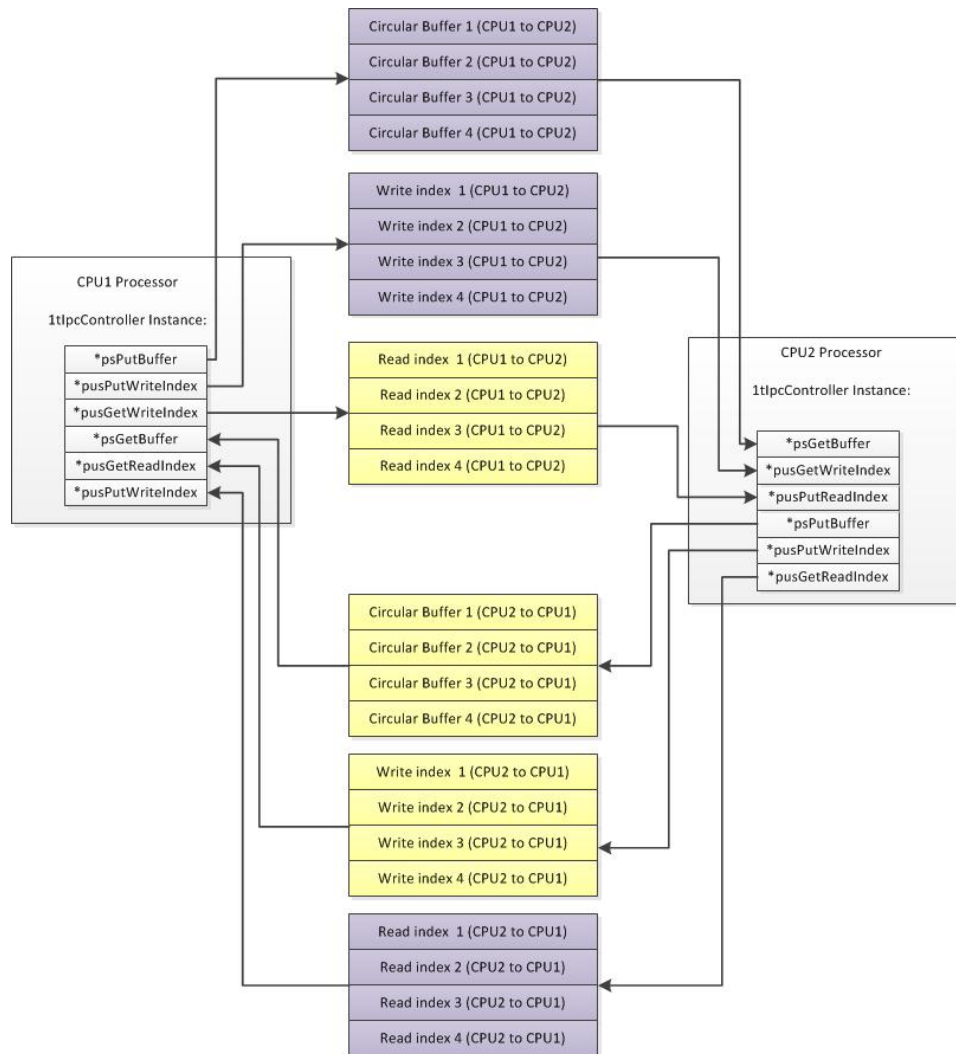 Circular Buffer 1 (CPU1 to CPU2)
Circular Buffer 2 (CPU1 to CPU2)
Circular Buffer 3 (CPU1 to CPU2)
Circular Buffer 4 (CPU1 to CPU2)
Write index 1 (CPU1 to CPU2)
Write index 2 (CPU1 to CPU2)
Write index 3 (CPU1 to CPU2)
Write index 4 (CPU1 to CPU2)
CPU1 Processor
1tIpcController Instance:
*psPutBuffer
*pusPutWriteIndex
*pusGetWriteIndex
*psGetBuffer
*pusGetReadIndex
*pusPutWriteIndex
Read index 1 (CPU1 to CPU2)
Read index 2 (CPU1 to CPU2)
Read index 3 (CPU1 to CPU2)
Read index 4 (CPU1 to CPU2)
CPU2 Processor
1tIpcController Instance:
*psGetBuffer
*pusGetWriteIndex
*pusPutReadIndex
*psPutBuffer
*pusPutWriteIndex
*pusGetReadIndex
Circular Buffer 1 (CPU2 to CPU1)
Circular Buffer 2 (CPU2 to CPU1)
Circular Buffer 3 (CPU2 to CPU1)
Circular Buffer 4 (CPU2 to CPU1)
Write index 1 (CPU2 to CPU1)
Write index 2 (CPU2 to CPU1)
Write index 3 (CPU2 to CPU1)
Write index 4 (CPU2 to CPU1)
Read index 1 (CPU2 to CPU1)
Read index 2 (CPU2 to CPU1)
Read index 3 (CPU2 to CPU1)
Read index 4 (CPU2 to CPU1)